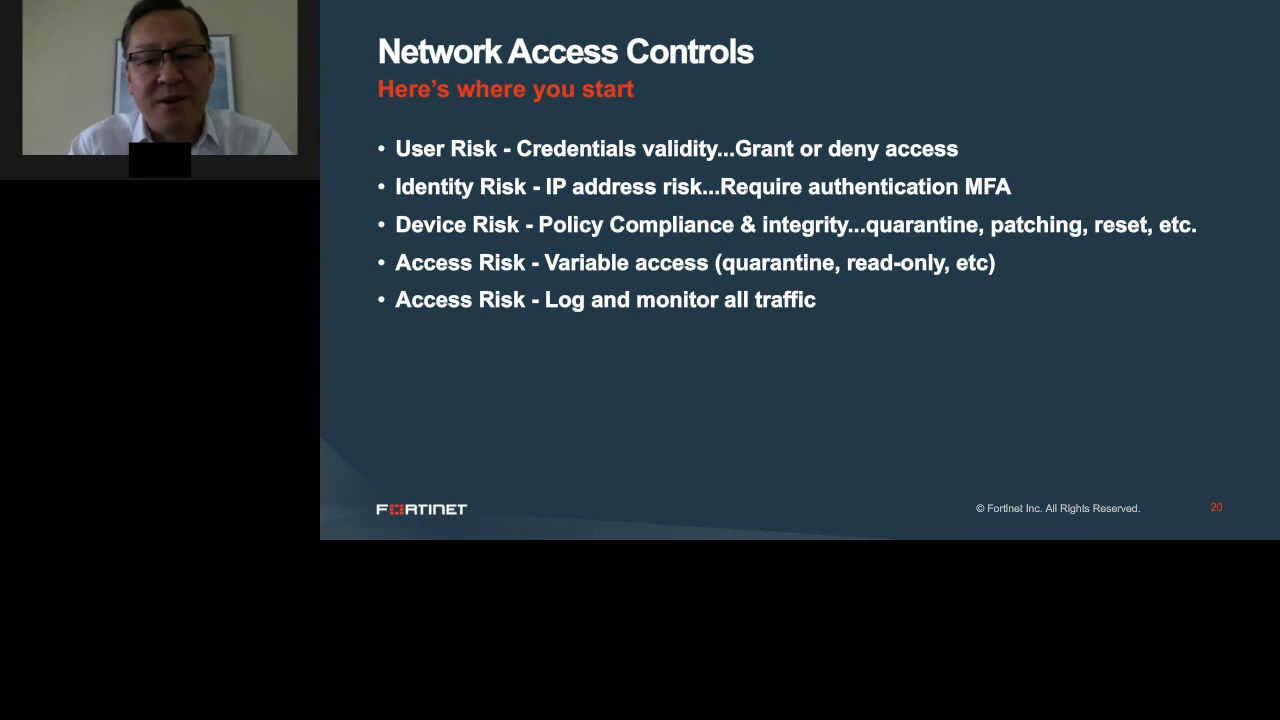 Network Access Controls
Here's where you start
• User Risk - Credentials validity...Grant or deny access
• Identity Risk - IP address risk...Require authentication MFA
• Device Risk - Policy Compliance & integrity...quarantine, patching, reset, etc.
• Access Risk - Variable access (quarantine, read-only, etc)
• Access Risk - Log and monitor all traffic
FORTINET
© Fortinet Inc. All Rights Reserved.
20